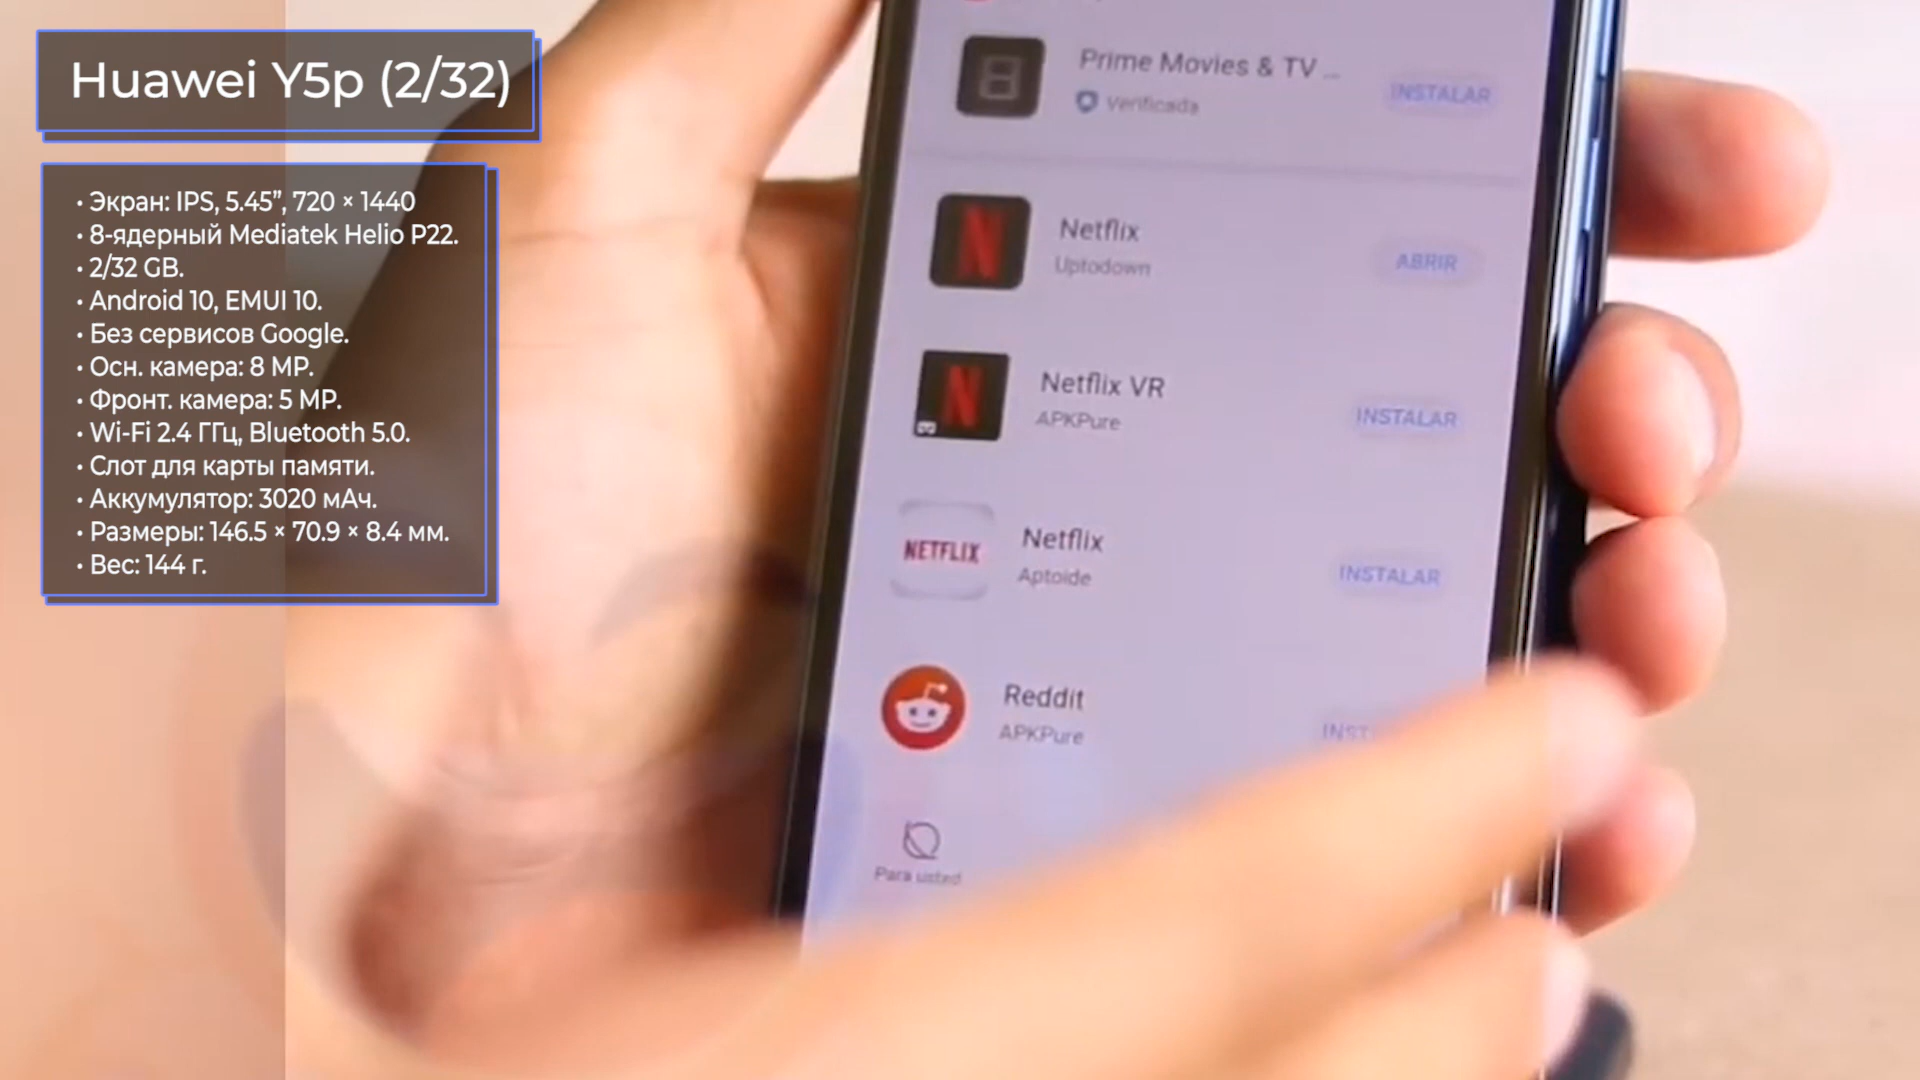 Huawei Y5p (2/32)
• Экран: IPS, 5.45”, 720 × 1440
• 8-ядерный Mediatek Helio P22.
• 2/32 GB.
• Android 10, EMUI 10.
• Без сервисов Google.
• Осн. камера: 8 MP.
• Фронт. камера: 5 MP.
• Wi-Fi 2.4 ГГц, Bluetooth 5.0.
• Слот для карты памяти.
• Аккумулятор: 3020 мАч.
• Размеры: 146.5 × 70.9 × 8.4 мм.
• Вес: 144 г.
Prime Movies & TV ...
Verificada
INSTALAR
Netflix
Uptodown
ABRIR
Netflix VR
APKPure
INSTALAR
NETFLIX
Netflix
Aptoide
INSTALAR
Reddit
APKPure
INST
Para usted